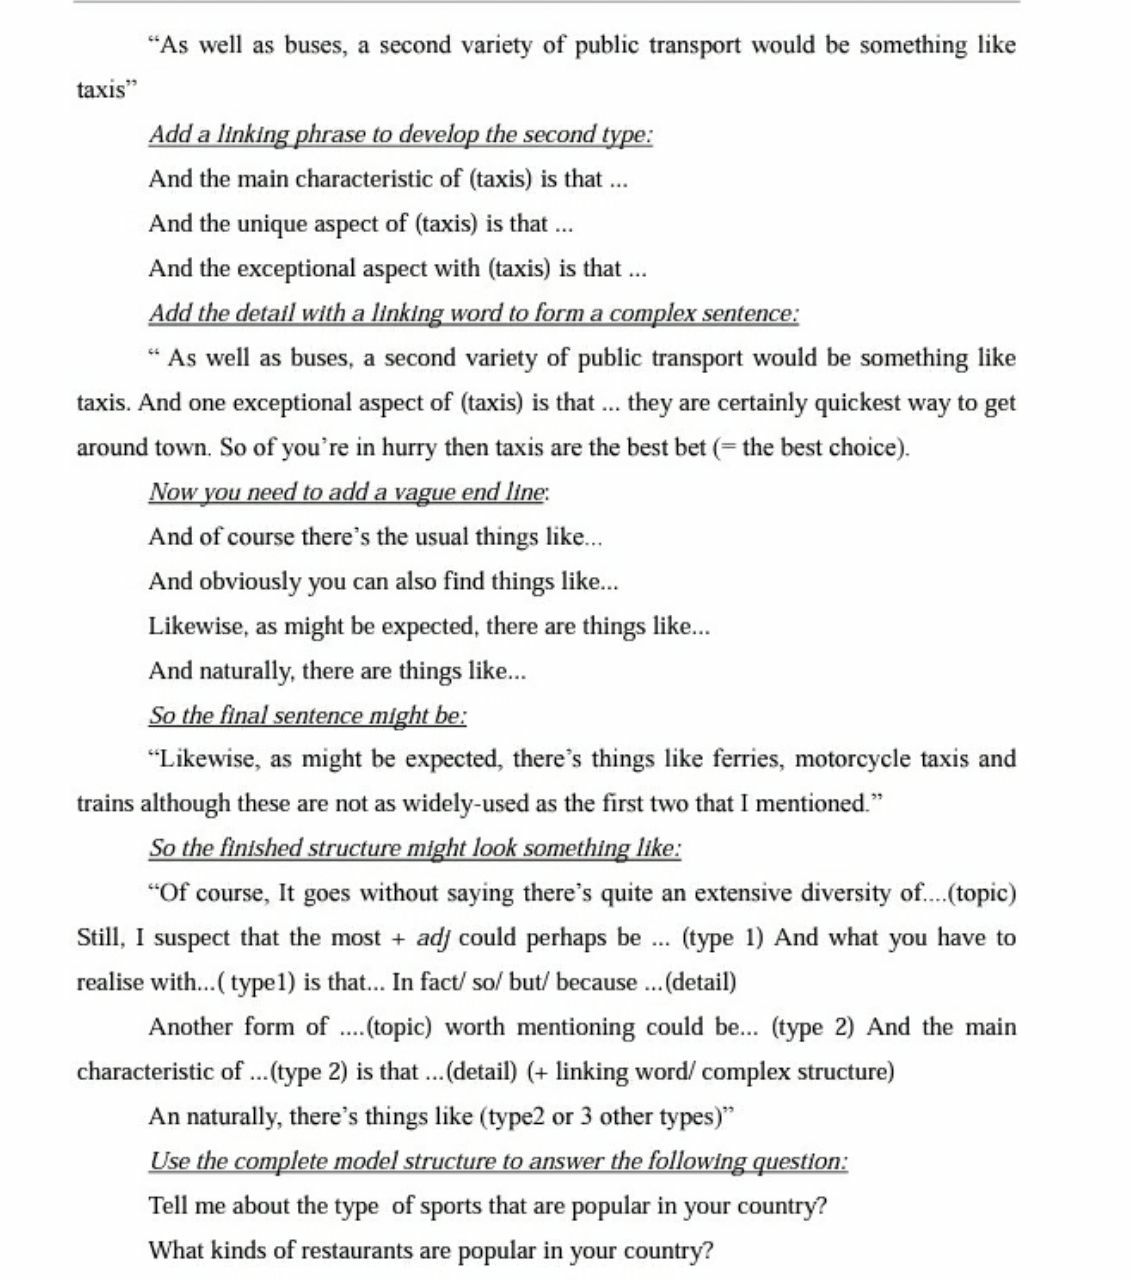 “As well as buses, a second variety of public transport would be something like
taxis”
Add a linking phrase to develop the second type:
And the main characteristic of (taxis) is that ...
And the unique aspect of (taxis) is that ...
And the exceptional aspect with (taxis) is that ...
Add the detail with a linking word to form a complex sentence:
“ As well as buses, a second variety of public transport would be something like
taxis. And one exceptional aspect of (taxis) is that ... they are certainly quickest way to get
around town. So of you’re in hurry then taxis are the best bet (= the best choice).
Now you need to add a vague end line:
And of course there’s the usual things like...
And obviously you can also find things like...
Likewise, as might be expected, there are things like...
And naturally, there are things like...
So the final sentence might be:
“Likewise, as might be expected, there’s things like ferries, motorcycle taxis and
trains although these are not as widely-used as the first two that I mentioned.”
So the finished structure might look something like:
“Of course, It goes without saying there’s quite an extensive diversity of....(topic)
Still, I suspect that the most + adj could perhaps be ... (type 1) And what you have to
realise with...( type1) is that... In fact/ so/ but/ because ...(detail)
Another form of ....(topic) worth mentioning could be... (type 2) And the main
characteristic of ...(type 2) is that ...(detail) (+ linking word/ complex structure)
An naturally, there’s things like (type2 or 3 other types)”
Use the complete model structure to answer the following question:
Tell me about the type of sports that are popular in your country?
What kinds of restaurants are popular in your country?